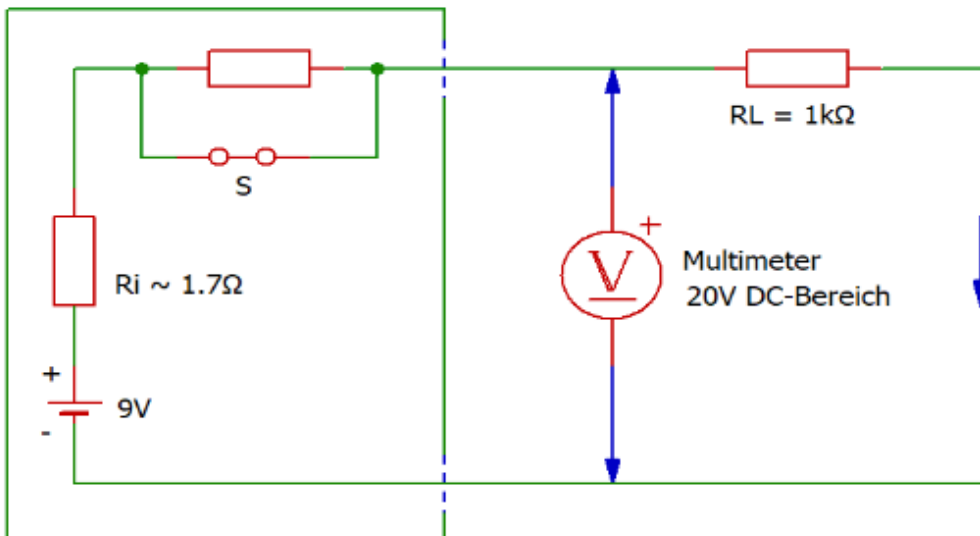 RL = 1kΩ
S
+
Multimeter
20V DC-Bereich
V
Ri ~ 1.7Ω
+
9V
-